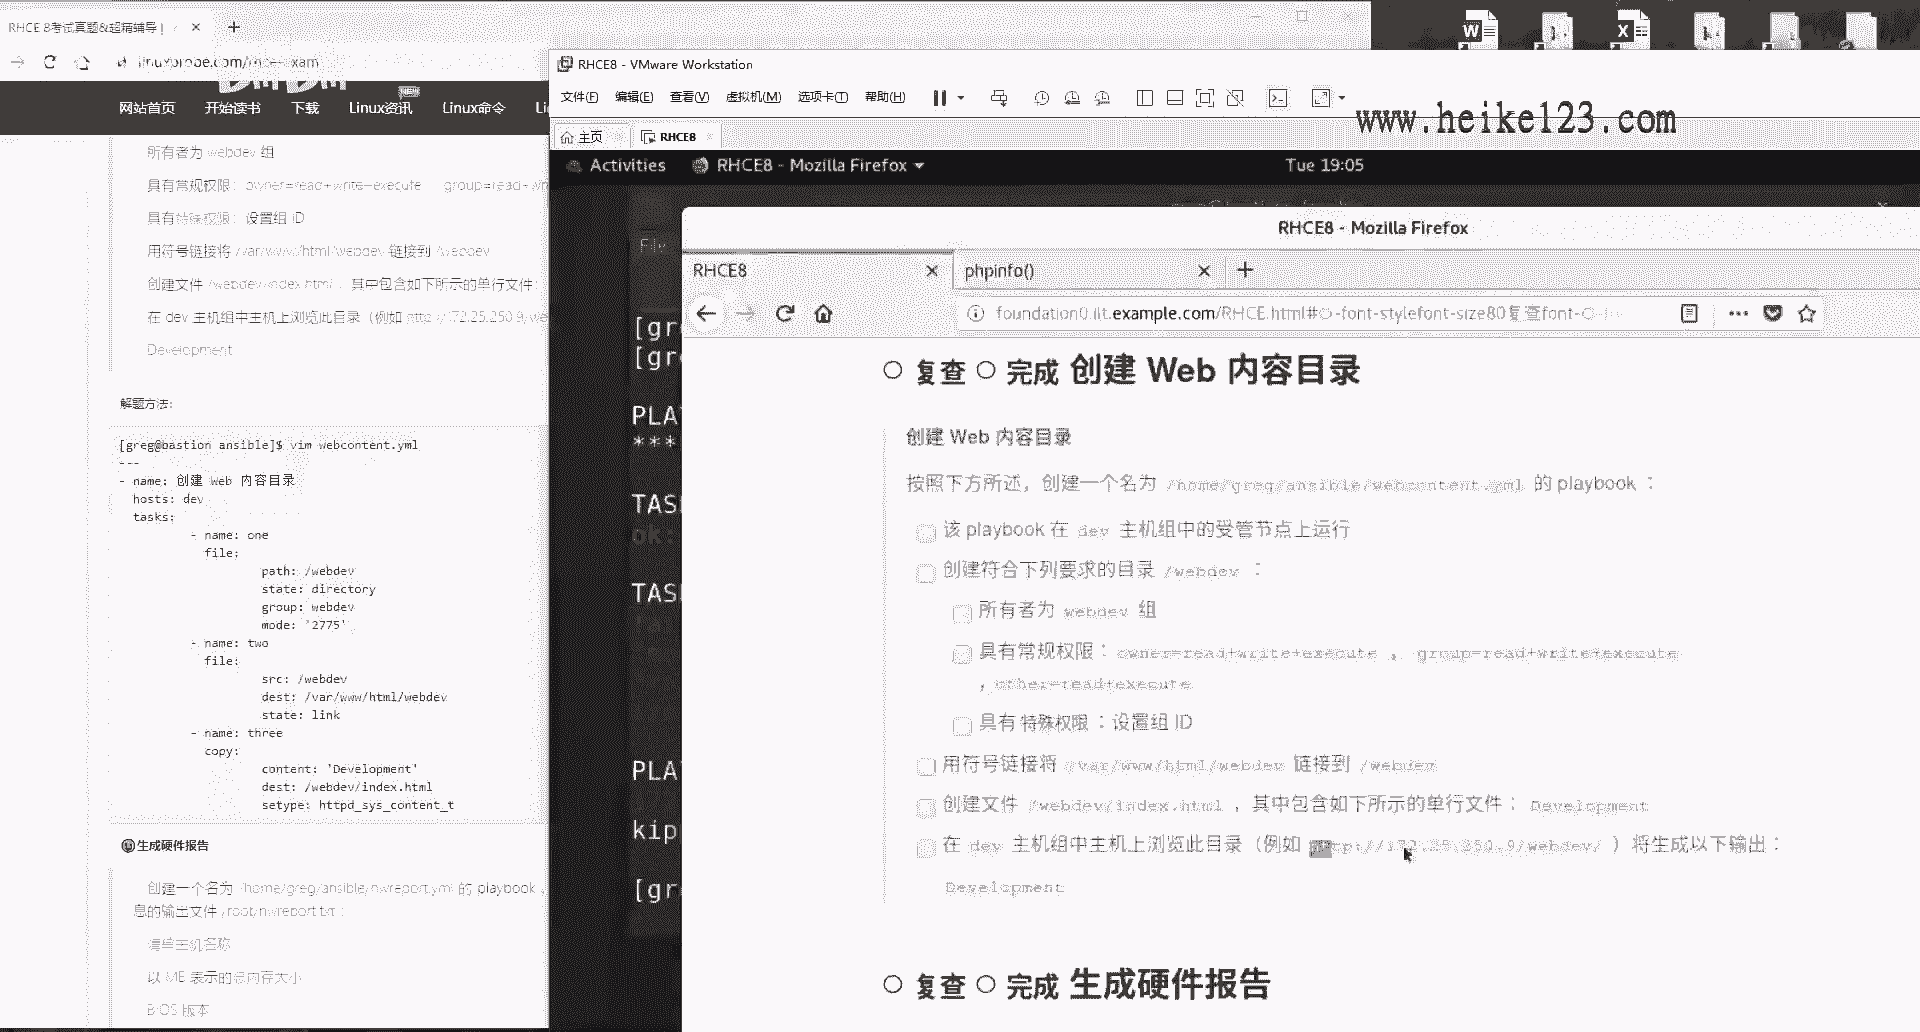 RHCE 8考试真题&超精辅导 |
linuxprobe.com/rhce-exam
网站首页 开始读书 下载 Linux资讯 Linux命令
所有者为 webdev 组
具有常规权限：owner=read+write+execute group=read+wr
具有特殊权限：设置组 ID
用符号链接将 /var/www/html/webdev 链接到 /webdev
创建文件 /webdev/index.html ，其中包含如下所示的单行文件：
在 dev 主机组中主机上浏览此目录（例如 http://172.25.250.9/we
Development
解题方法:
[greg@bastion ansible]$ vim webcontent.yml
---
- name: 创建 Web 内容目录
hosts: dev
tasks:
- name: one
file:
path: /webdev
state: directory
group: webdev
mode: '2775'
- name: two
file:
src: /webdev
dest: /var/www/html/webdev
state: link
- name: three
copy:
content: 'Development'
dest: /webdev/index.html
setype: httpd_sys_content_t
生成硬件报告
创建一个名为 /home/greg/ansible/hwreport.yml 的 playbook ,
息的输出文件 /root/hwreport.txt :
清单主机名称
以 MB 表示的总内存大小
BIOS 版本
RHCE8 - VMware Workstation
文件(F) 编辑(E) 查看(V) 虚拟机(M) 选项卡(T) 帮助(H)
www.heike123.com
主页 RHCE8
Activities RHCE8 - Mozilla Firefox Tue 19:05
File
[gr
[gr
PLA
***
TAS
ok:
TAS
PLA
kip
[gr
RHCE8 - Mozilla Firefox
RHCE8 phpinfo()
foundation0.ilt.example.com/RHCE.html#○-font-stylefont-size80复查font-○-
复查 完成 创建 Web 内容目录
创建 Web 内容目录
按照下方所述，创建一个名为 /home/greg/ansible/webcontent.yml 的 playbook ：
该 playbook 在 dev 主机组中的受管节点上运行
创建符合下列要求的目录 /webdev ：
所有者为 webdev 组
具有常规权限：owner=read+write+execute ， group=read+write+execute
，other=read+execute
具有特殊权限：设置组 ID
用符号链接将 /var/www/html/webdev 链接到 /webdev
创建文件 /webdev/index.html ，其中包含如下所示的单行文件： Development
在 dev 主机组中主机上浏览此目录（例如 http://172.25.250.9/webdev/ ）将生成以下输出：
Development
复查 完成 生成硬件报告